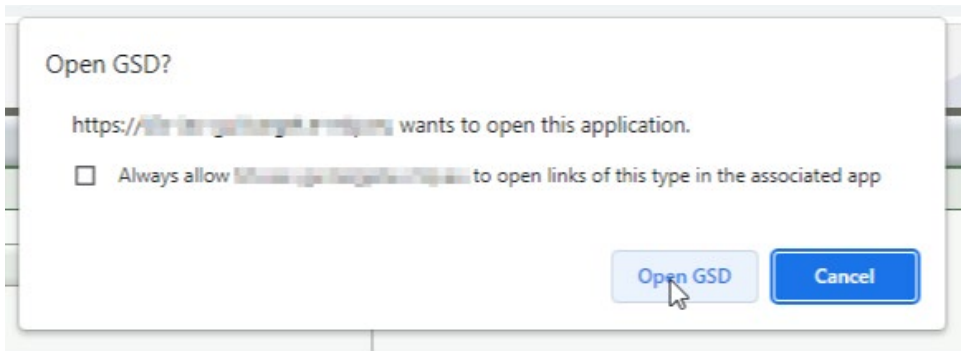 Open GSD?
https:// wants to open this application.
Always allow to open links of this type in the associated app
Open GSD
Cancel